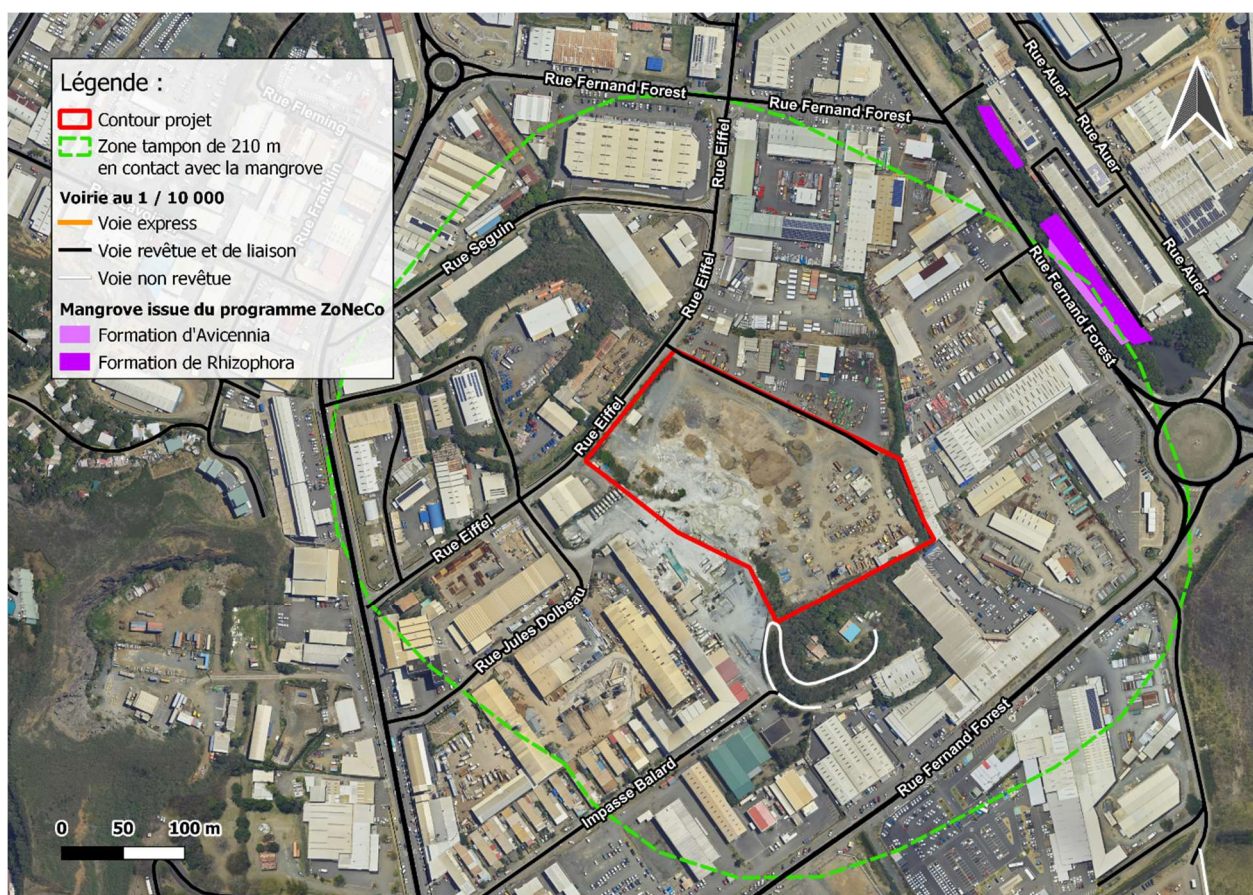 Légende :
Contour projet
Zone tampon de 210 m
en contact avec la mangrove
Voirie au 1 / 10 000
Voie express
Voie revêtue et de liaison
Voie non revêtue
Mangrove issue du programme ZoNeCo
Formation d'Avicennia
Formation de Rhizophora
Rue Fleming
Rue Franklin
Rue Fernand Forest
Rue Fernand Forest
Rue Auer
Rue Auer
Rue Auer
Rue Eiffel
Rue Seguin
Rue Eiffel
Rue Fernand Forest
Rue Eiffel
Rue Eiffel
Rue Jules Dolbeau
Rue Fernand Forest
Impasse Balard
0 50 100 m